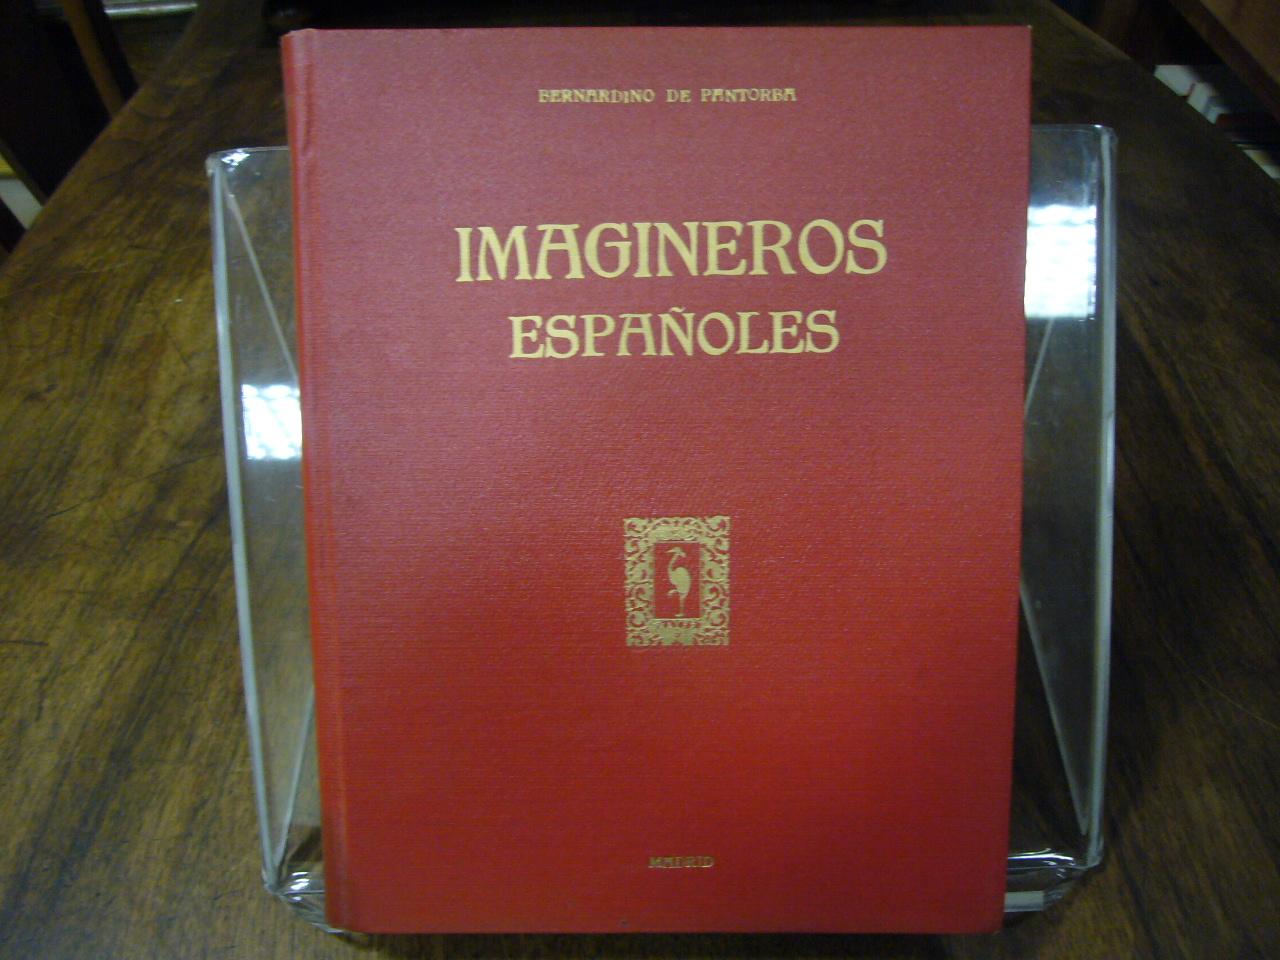 BERNARDINO DE PANTORBA
IMAGINEROS
ESPAÑOLES
MADRID